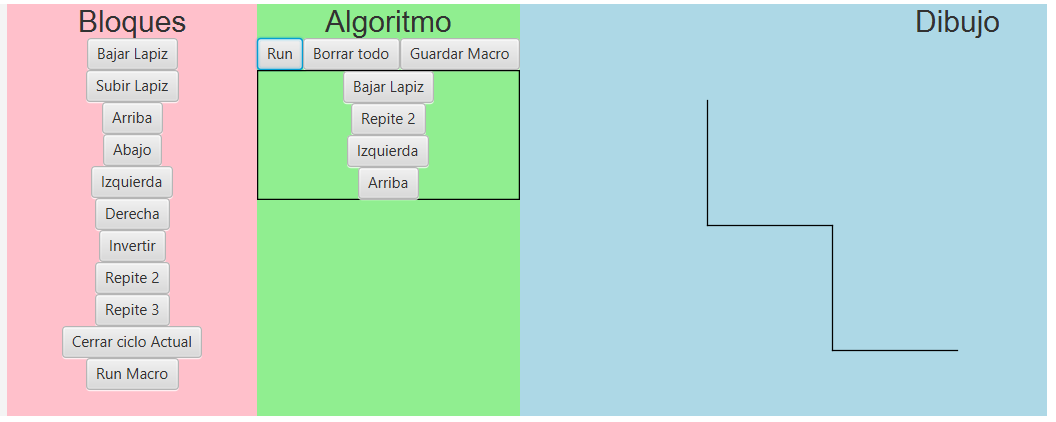 Bloques
Bajar Lapiz
Subir Lapiz
Arriba
Abajo
Izquierda
Derecha
Invertir
Repite 2
Repite 3
Cerrar ciclo Actual
Run Macro
Algoritmo
Run Borrar todo Guardar Macro
Bajar Lapiz
Repite 2
Izquierda
Arriba
Dibujo